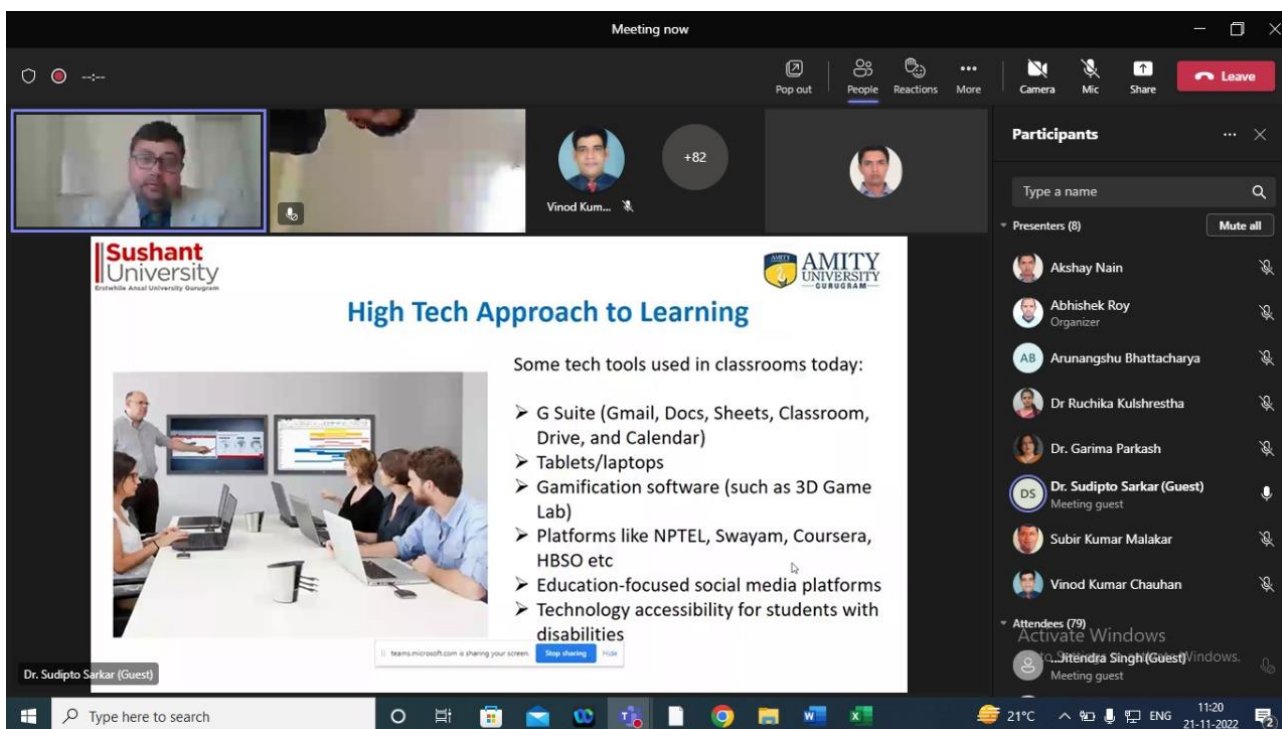 Meeting now
--:--
Pop out
People
Reactions
More
Camera
Mic
Share
Leave
Vinod Kum...
+82
Participants
Type a name
Presenters (8)
Mute all
Akshay Nain
Abhishek Roy
Organizer
AB
Arunangshu Bhattacharya
Dr Ruchika Kulshrestha
Dr. Garima Parkash
DS
Dr. Sudipto Sarkar (Guest)
Meeting guest
Subir Kumar Malakar
Vinod Kumar Chauhan
Attendees (79)
Activate Windows
Jitendra Singh (Guest)
Windows.
Meeting guest
Sushant
University
Erstwhile Ansal University Gurugram
AMITY
AMITY
UNIVERSITY
GURUGRAM
High Tech Approach to Learning
Some tech tools used in classrooms today:
➢ G Suite (Gmail, Docs, Sheets, Classroom,
Drive, and Calendar)
➢ Tablets/laptops
➢ Gamification software (such as 3D Game
Lab)
➢ Platforms like NPTEL, Swayam, Coursera,
HBSO etc
➢ Education-focused social media platforms
➢ Technology accessibility for students with
disabilities
teams.microsoft.com is sharing your screen.
Stop sharing
Hide
Dr. Sudipto Sarkar (Guest)
Type here to search
21°C
ENG
11:20
21-11-2022
2